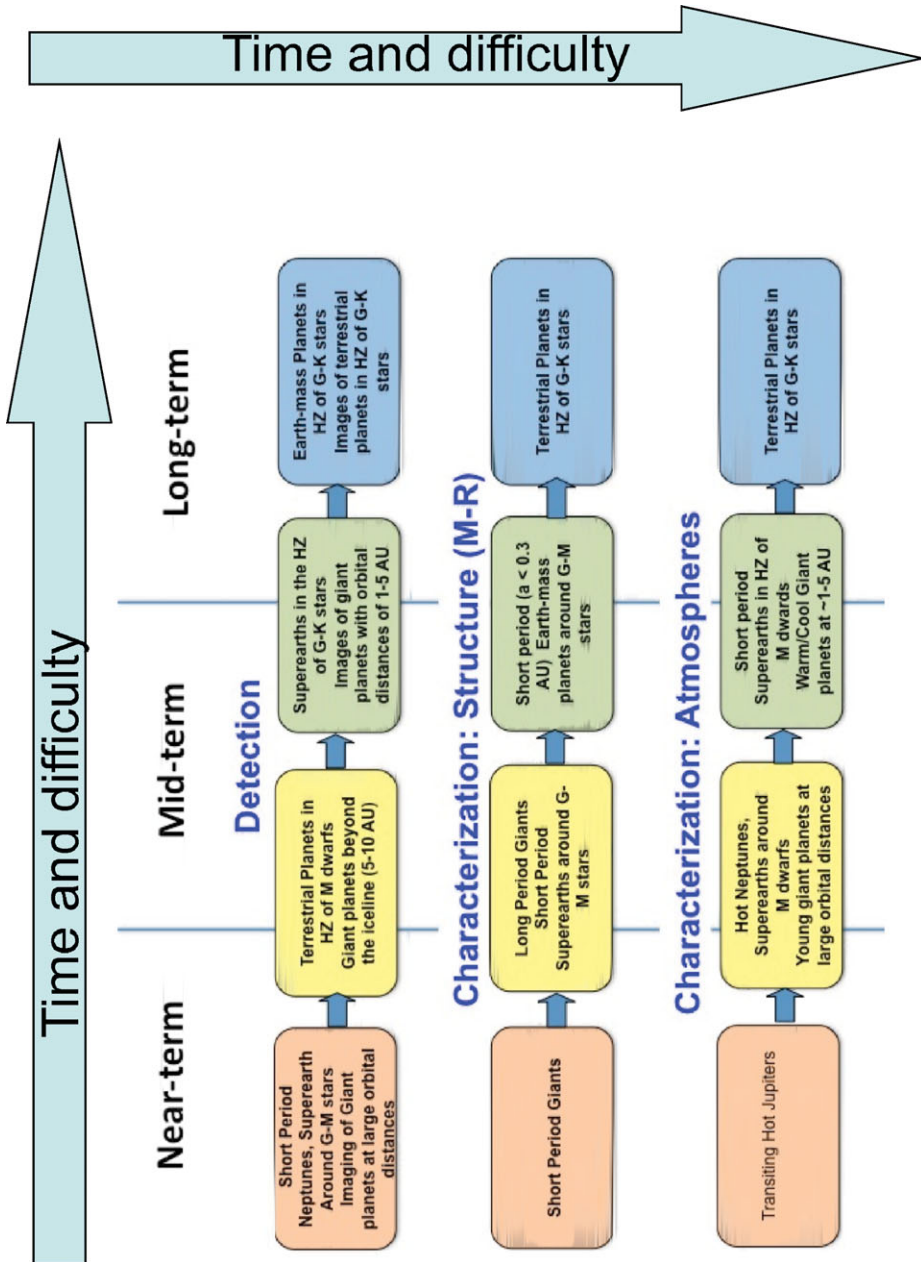 Time and difficulty
Time and difficulty
Near-term
Mid-term
Long-term
Detection
Short Period
Neptunes, Superearth
Around G-M stars
Imaging of Giant
planets at large orbital
distances
Terrestrial Planets in
HZ of M dwarfs
Giant planets beyond
the iceline (5-10 AU)
Superearths in the HZ
of G-K stars
Images of giant
planets with orbital
distances of 1-5 AU
Earth-mass Planets in
HZ of G-K stars
Images of terrestrial
planets in HZ of G-K
stars
Characterization: Structure (M-R)
Short Period Giants
Long Period Giants
Short Period
Superearths around G-
M stars
Short period (a < 0.3
AU) Earth-mass
planets around G-M
stars
Terrestrial Planets in
HZ of G-K stars
Characterization: Atmospheres
Transiting Hot Jupiters
Hot Neptunes,
Superearths around
M dwarfs
Young giant planets at
large orbital distances
Short period
Superearths in HZ of
M dwards
Warm/Cool Giant
planets at ~1-5 AU
Terrestrial Planets in
HZ of G-K stars